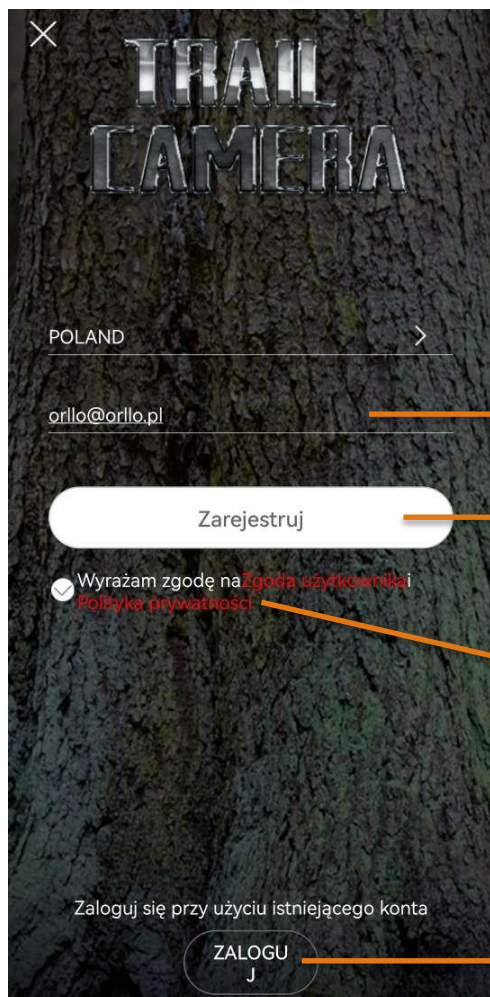 TRAIL
CAMERA
POLAND
orllo@orllo.pl
Zarejestruj
Wyrażam zgodę naZgoda użytkownikai
Polityka prywatności
Zaloguj się przy użyciu istniejącego konta
ZALOGU
J